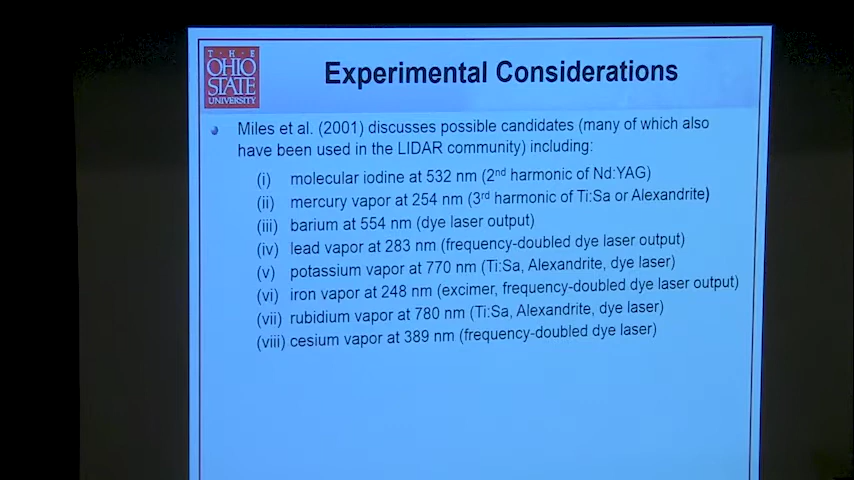 T · H · E
OHIO
STATE
UNIVERSITY
Experimental Considerations
Miles et al. (2001) discusses possible candidates (many of which also
have been used in the LIDAR community) including:
(i) molecular iodine at 532 nm (2nd harmonic of Nd:YAG)
(ii) mercury vapor at 254 nm (3rd harmonic of Ti:Sa or Alexandrite)
(iii) barium at 554 nm (dye laser output)
(iv) lead vapor at 283 nm (frequency-doubled dye laser output)
(v) potassium vapor at 770 nm (Ti:Sa, Alexandrite, dye laser)
(vi) iron vapor at 248 nm (excimer, frequency-doubled dye laser output)
(vii) rubidium vapor at 780 nm (Ti:Sa, Alexandrite, dye laser)
(viii) cesium vapor at 389 nm (frequency-doubled dye laser)